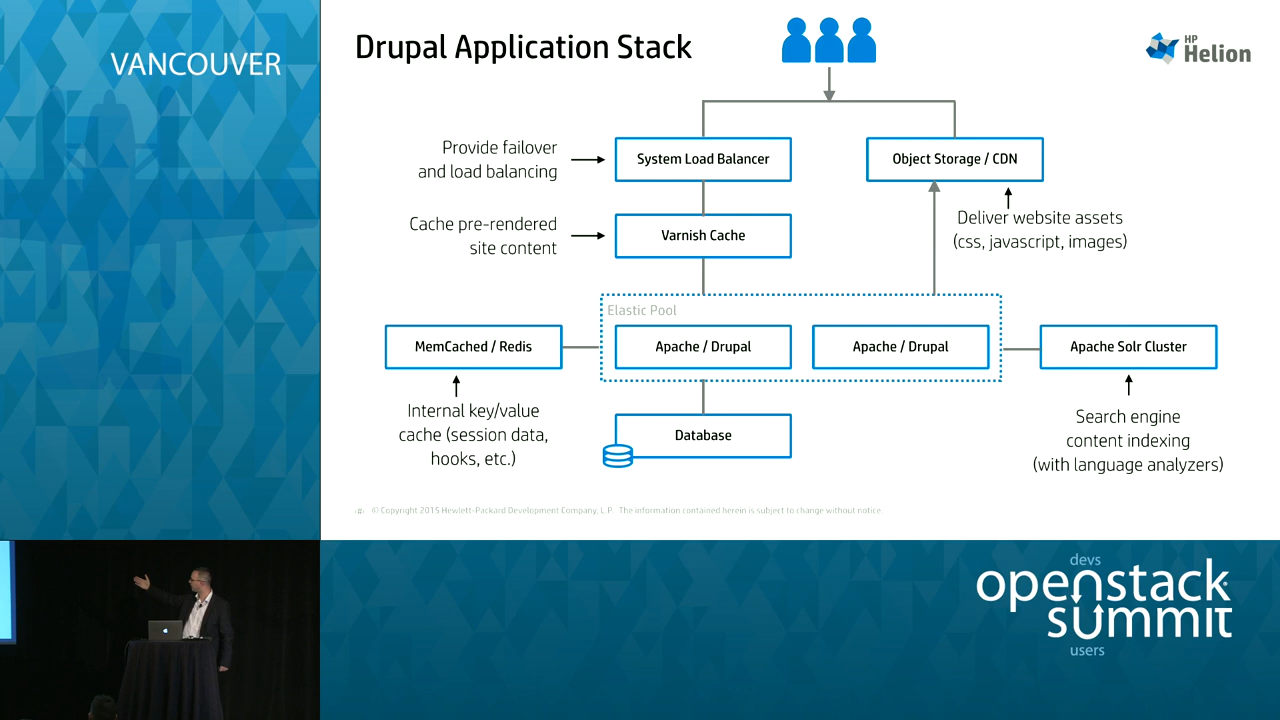 VANCOUVER
Drupal Application Stack
HP
Helion
Provide failover
and load balancing
System Load Balancer
Object Storage / CDN
Cache pre-rendered
site content
Varnish Cache
Deliver website assets
(css, javascript, images)
Elastic Pool
MemCached / Redis
Apache / Drupal
Apache / Drupal
Apache Solr Cluster
Internal key/value
cache (session data,
hooks, etc.)
Database
Search engine
content indexing
(with language analyzers)
‹#› © Copyright 2015 Hewlett-Packard Development Company, L.P. The information contained herein is subject to change without notice.
devs
openstack
summit
users